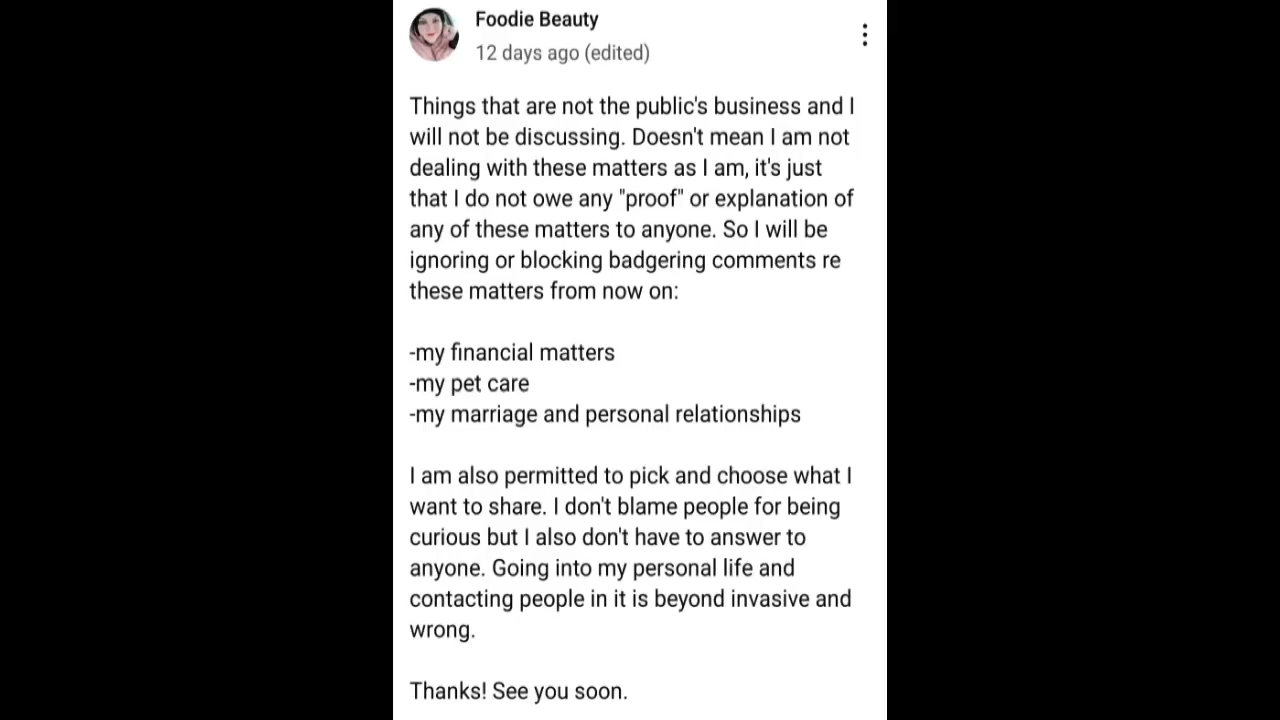 Foodie Beauty
12 days ago (edited)
Things that are not the public's business and I
will not be discussing. Doesn't mean I am not
dealing with these matters as I am, it's just
that I do not owe any "proof" or explanation of
any of these matters to anyone. So I will be
ignoring or blocking badgering comments re
these matters from now on:
-my financial matters
-my pet care
-my marriage and personal relationships
I am also permitted to pick and choose what I
want to share. I don't blame people for being
curious but I also don't have to answer to
anyone. Going into my personal life and
contacting people in it is beyond invasive and
wrong.
Thanks! See you soon.